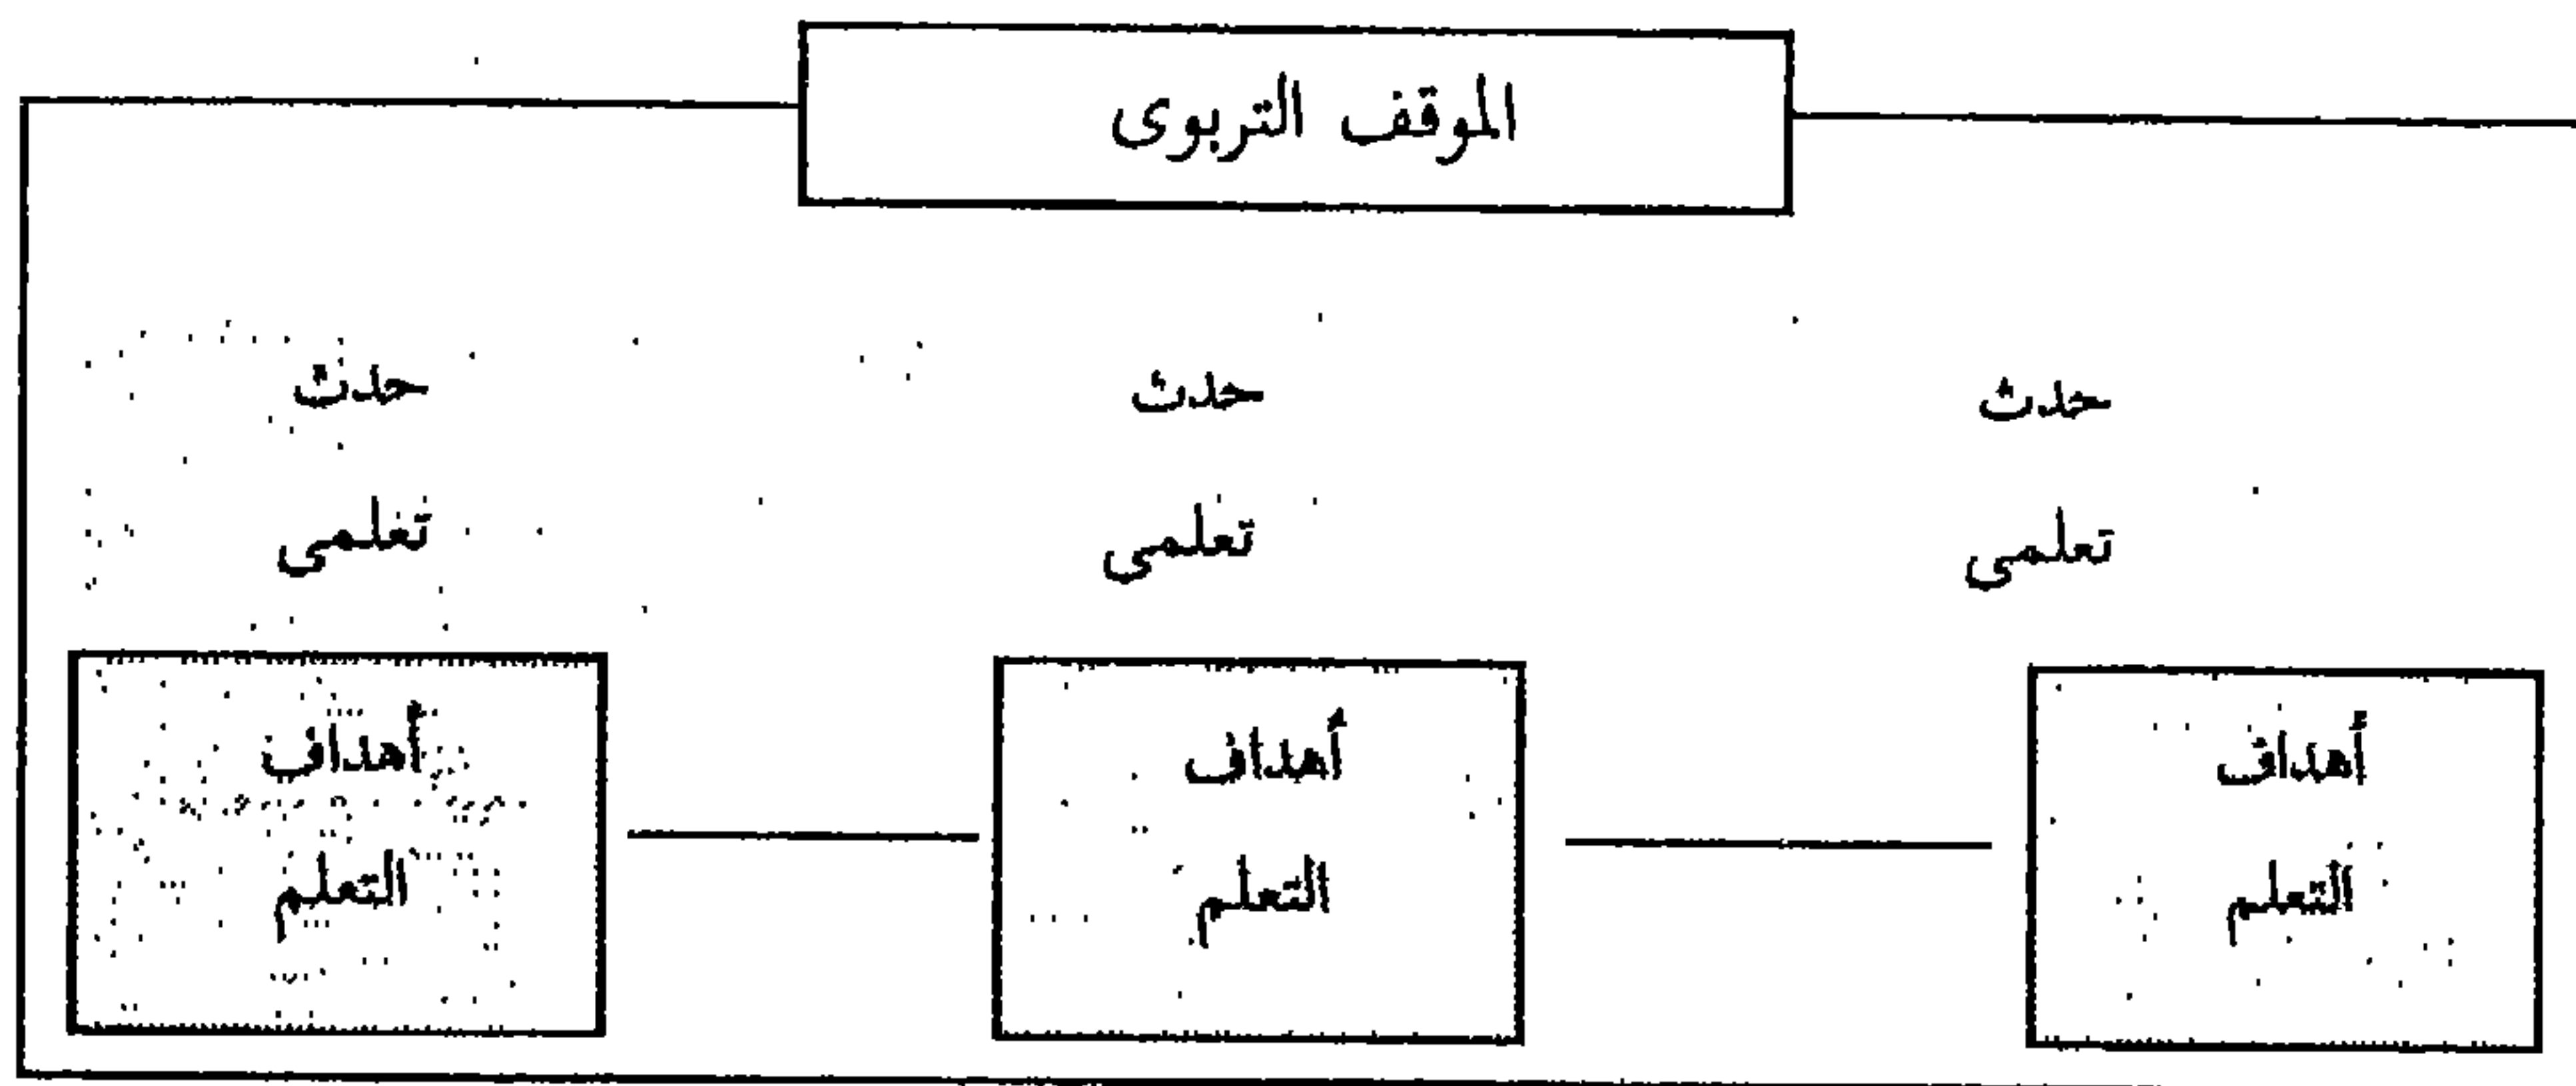 الموقف التربوى
حدث
تعلمى
حدث
تعلمى
حدث
تعلمى
أهداف
التعلم
أهداف
التعلم
أهداف
التعلم